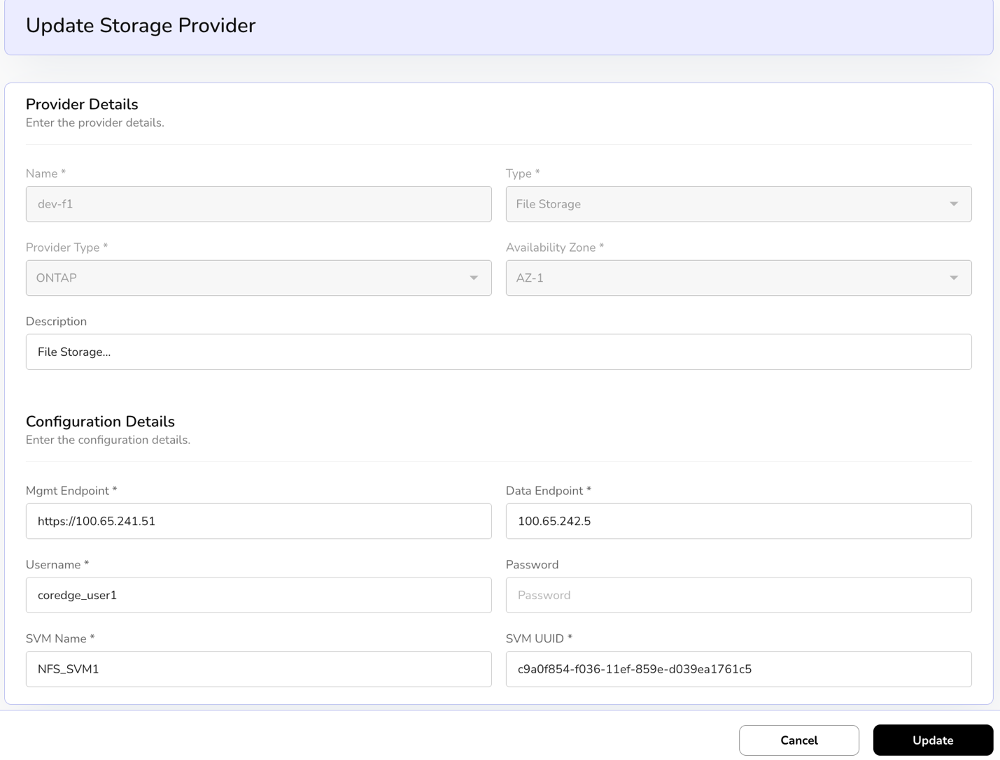 Update Storage Provider
Provider Details
Enter the provider details.
Name *
Type *
dev-f1
File Storage
Provider Type *
Availability Zone *
ONTAP
AZ-1
Description
File Storage...
Configuration Details
Enter the configuration details.
Mgmt Endpoint *
Data Endpoint *
https://100.65.241.51
100.65.242.5
Username *
Password
coredge_user1
Password
SVM Name *
SVM UUID *
NFS_SVM1
c9a0f854-f036-11ef-859e-d039ea1761c5
Cancel
Update